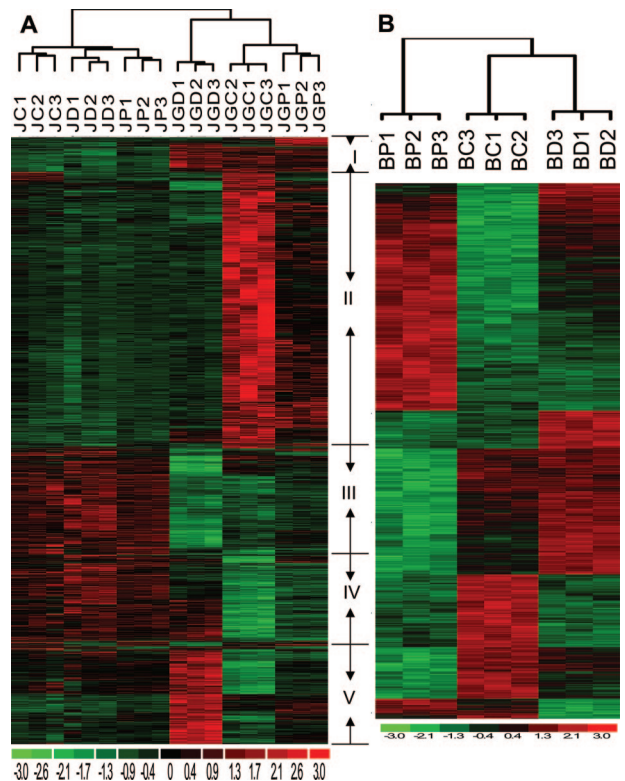 A
JC1 JC2 JC3 JD1 JD2 JD3 JP1 JP2 JP3 JGD1 JGD2 JGD3 JGC2 JGC1 JGC3 JGP1 JGP2 JGP3
I
II
III
IV
V
-3.0 -2.6 -2.1 -1.7 -1.3 -0.9 -0.4 0 0.4 0.9 1.3 1.7 2.1 2.6 3.0
B
BP1 BP2 BP3 BC3 BC1 BC2 BD3 BD1 BD2
-3.0 -2.1 -1.3 -0.4 0.4 1.3 2.1 3.0